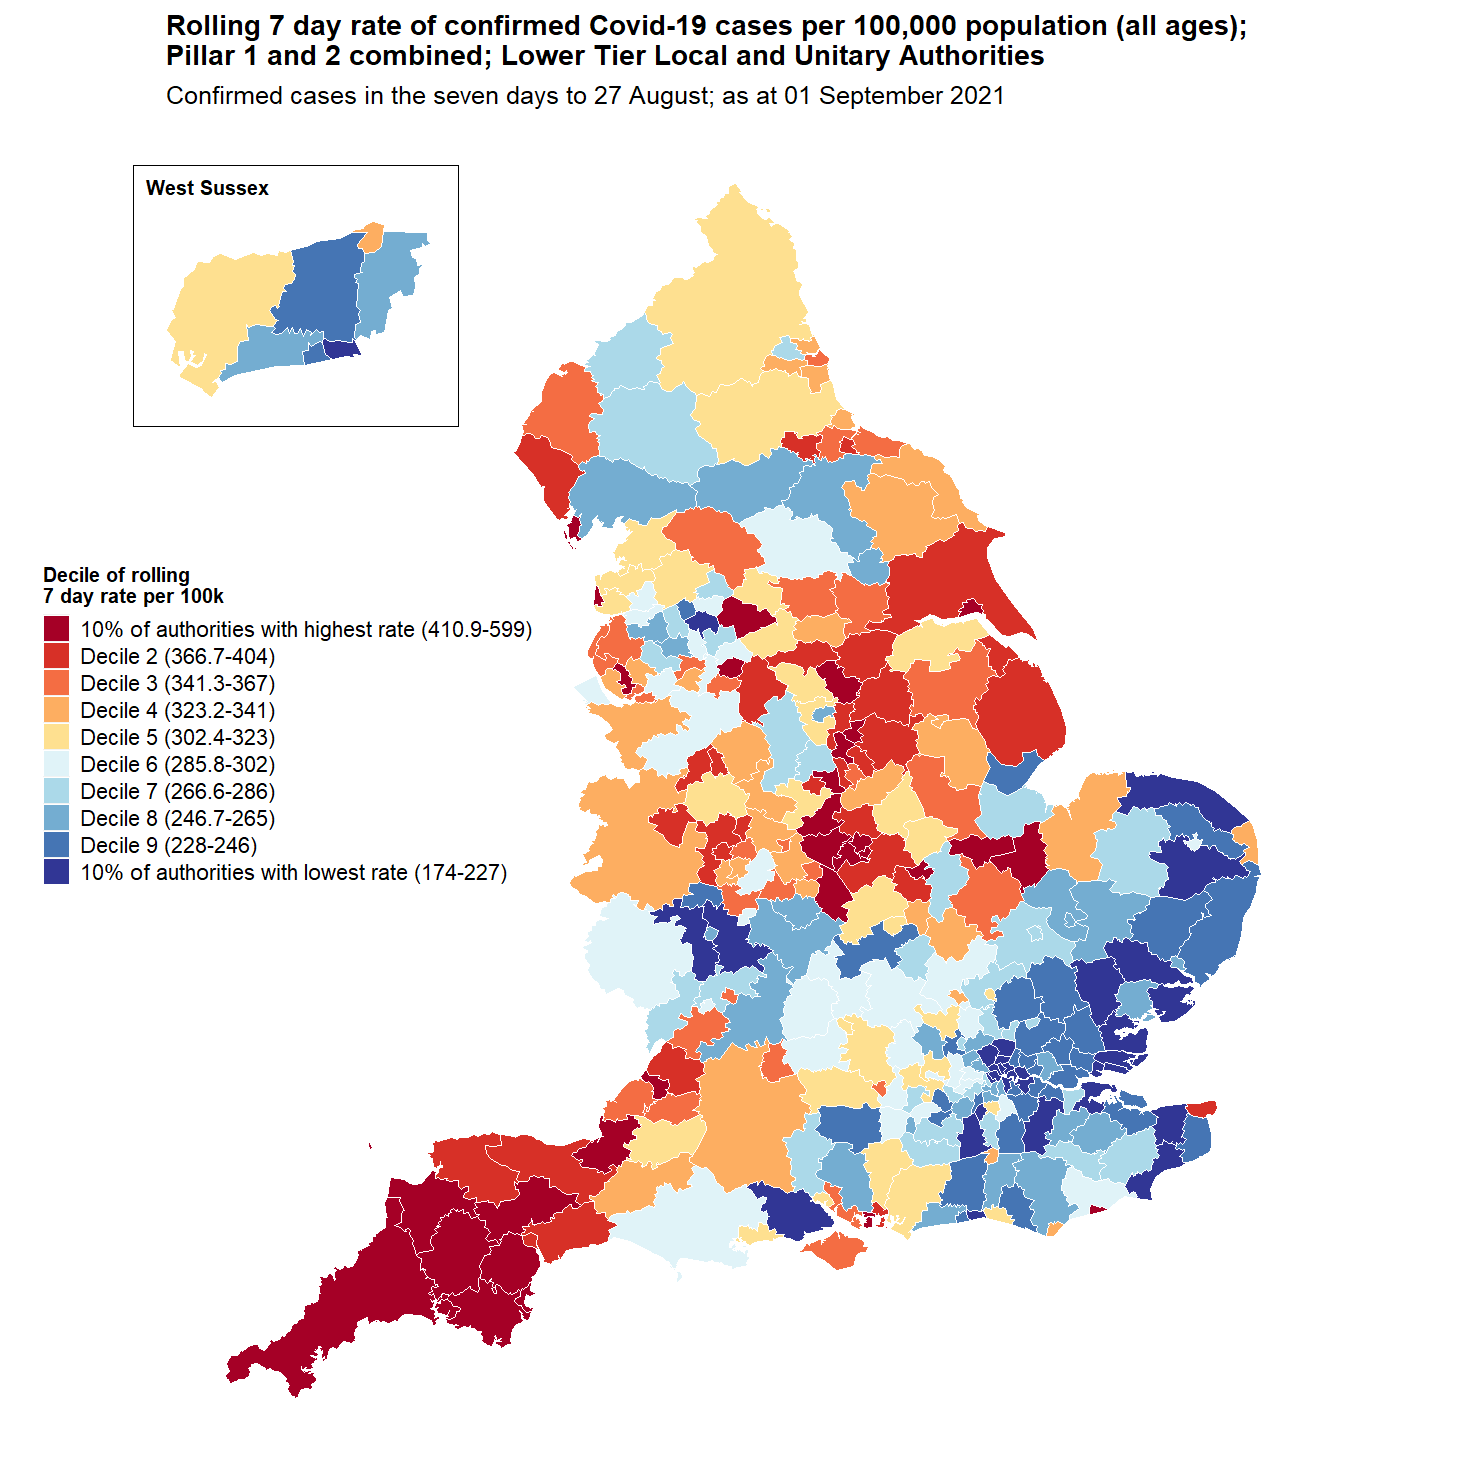 Rolling 7 day rate of confirmed Covid-19 cases per 100,000 population (all ages);
Pillar 1 and 2 combined; Lower Tier Local and Unitary Authorities
Confirmed cases in the seven days to 27 August; as at 01 September 2021
West Sussex
Decile of rolling
7 day rate per 100k
10% of authorities with highest rate (410.9-599)
Decile 2 (366.7-404)
Decile 3 (341.3-367)
Decile 4 (323.2-341)
Decile 5 (302.4-323)
Decile 6 (285.8-302)
Decile 7 (266.6-286)
Decile 8 (246.7-265)
Decile 9 (228-246)
10% of authorities with lowest rate (174-227)